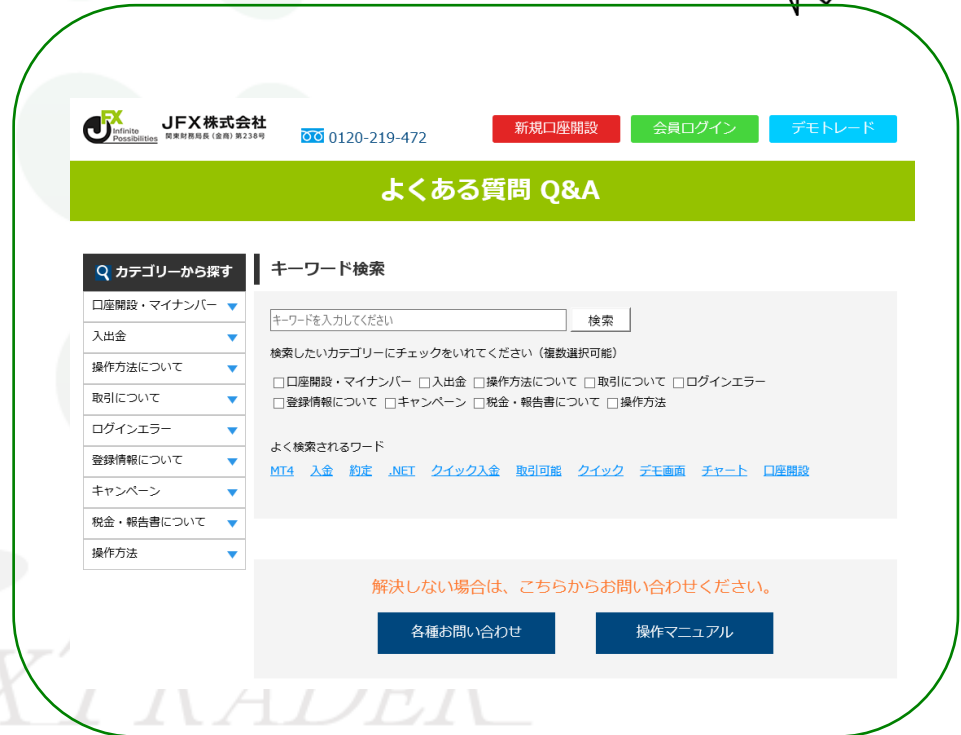 JFX
Infinite
Possibilities
JFX株式会社
関東財務局長(金商)第238号
0120-219-472
新規口座開設
会員ログイン
デモトレード
よくある質問 Q&A
カテゴリーから探す
口座開設・マイナンバー
入出金
操作方法について
取引について
ログインエラー
登録情報について
キャンペーン
税金・報告書について
操作方法
キーワード検索
キーワードを入力してください
検索
検索したいカテゴリーにチェックをいれてください(複数選択可能)
口座開設・マイナンバー 入出金 操作方法について 取引について ログインエラー
登録情報について キャンペーン 税金・報告書について 操作方法
よく検索されるワード
MT4 入金 約定 .NET クイック入金 取引可能 クイック デモ画面 チャート 口座開設
解決しない場合は、こちらからお問い合わせください。
各種お問い合わせ
操作マニュアル
X TRADER